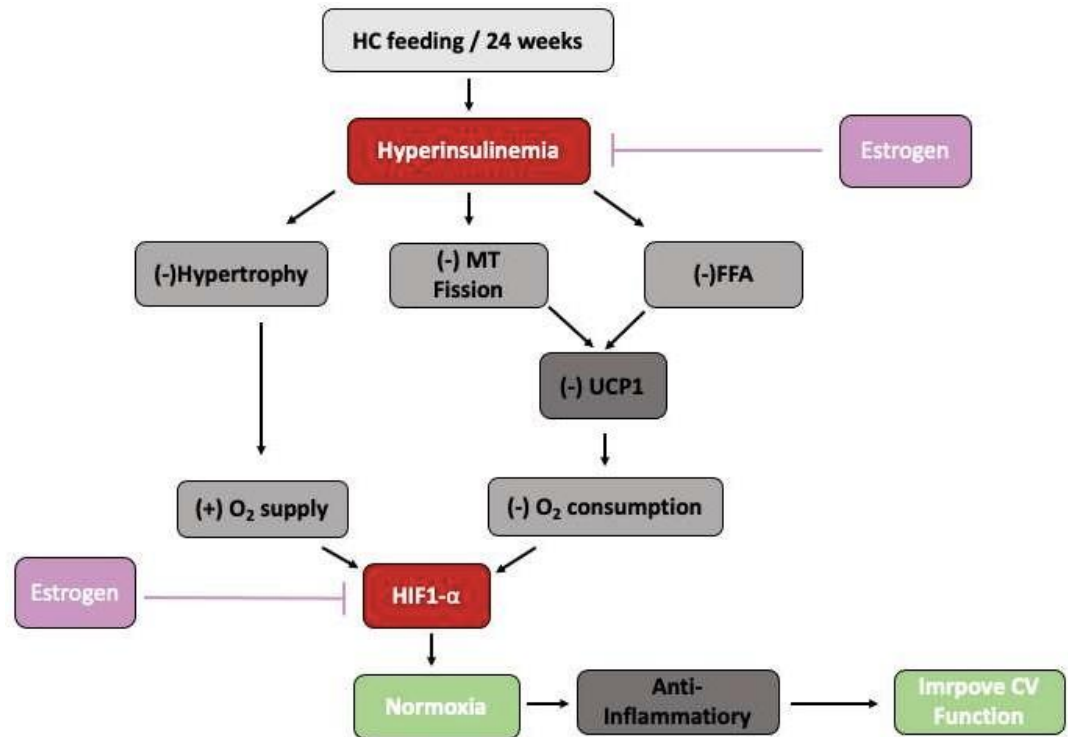 HC feeding / 24 weeks
Hyperinsulinemia
Estrogen
(-)Hypertrophy
(-) MT
Fission
(-)FFA
(-) UCP1
(+) O₂ supply
(-) O₂ consumption
Estrogen
HIF1-α
Normoxia
Anti-
Inflammatiory
Imrpove CV
Function